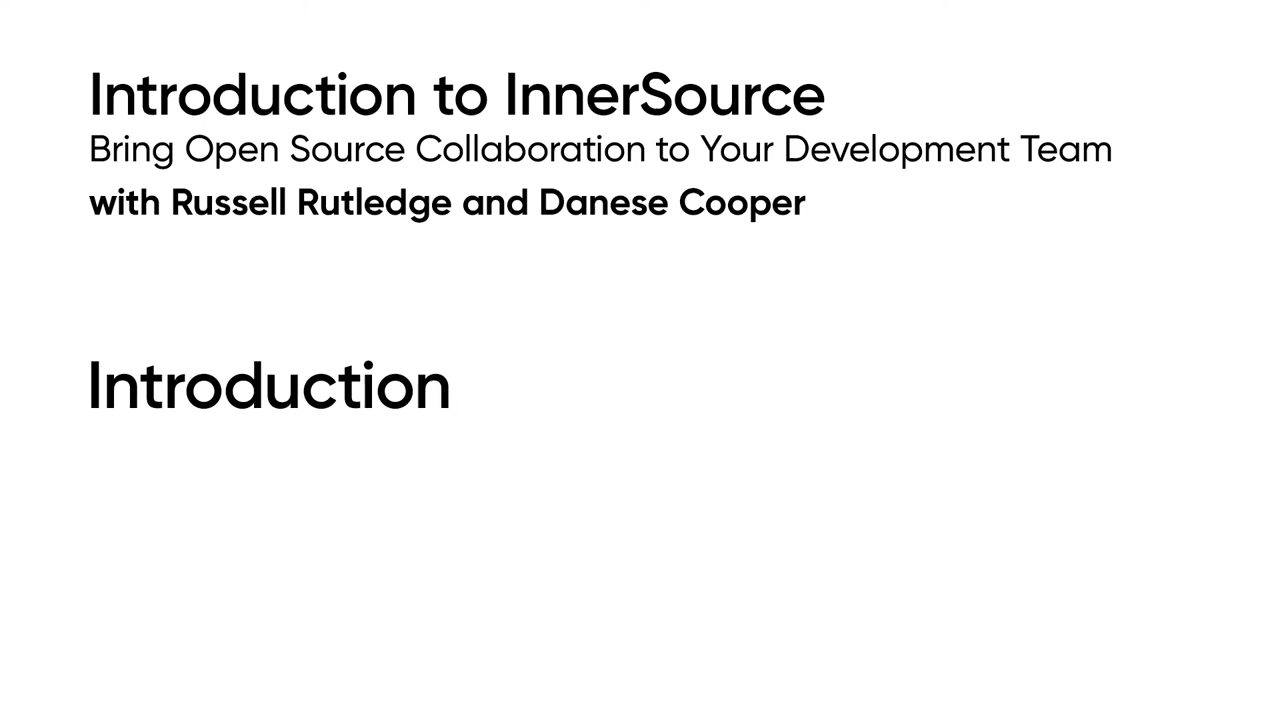 Introduction to InnerSource
Bring Open Source Collaboration to Your Development Team
with Russell Rutledge and Danese Cooper
Introduction